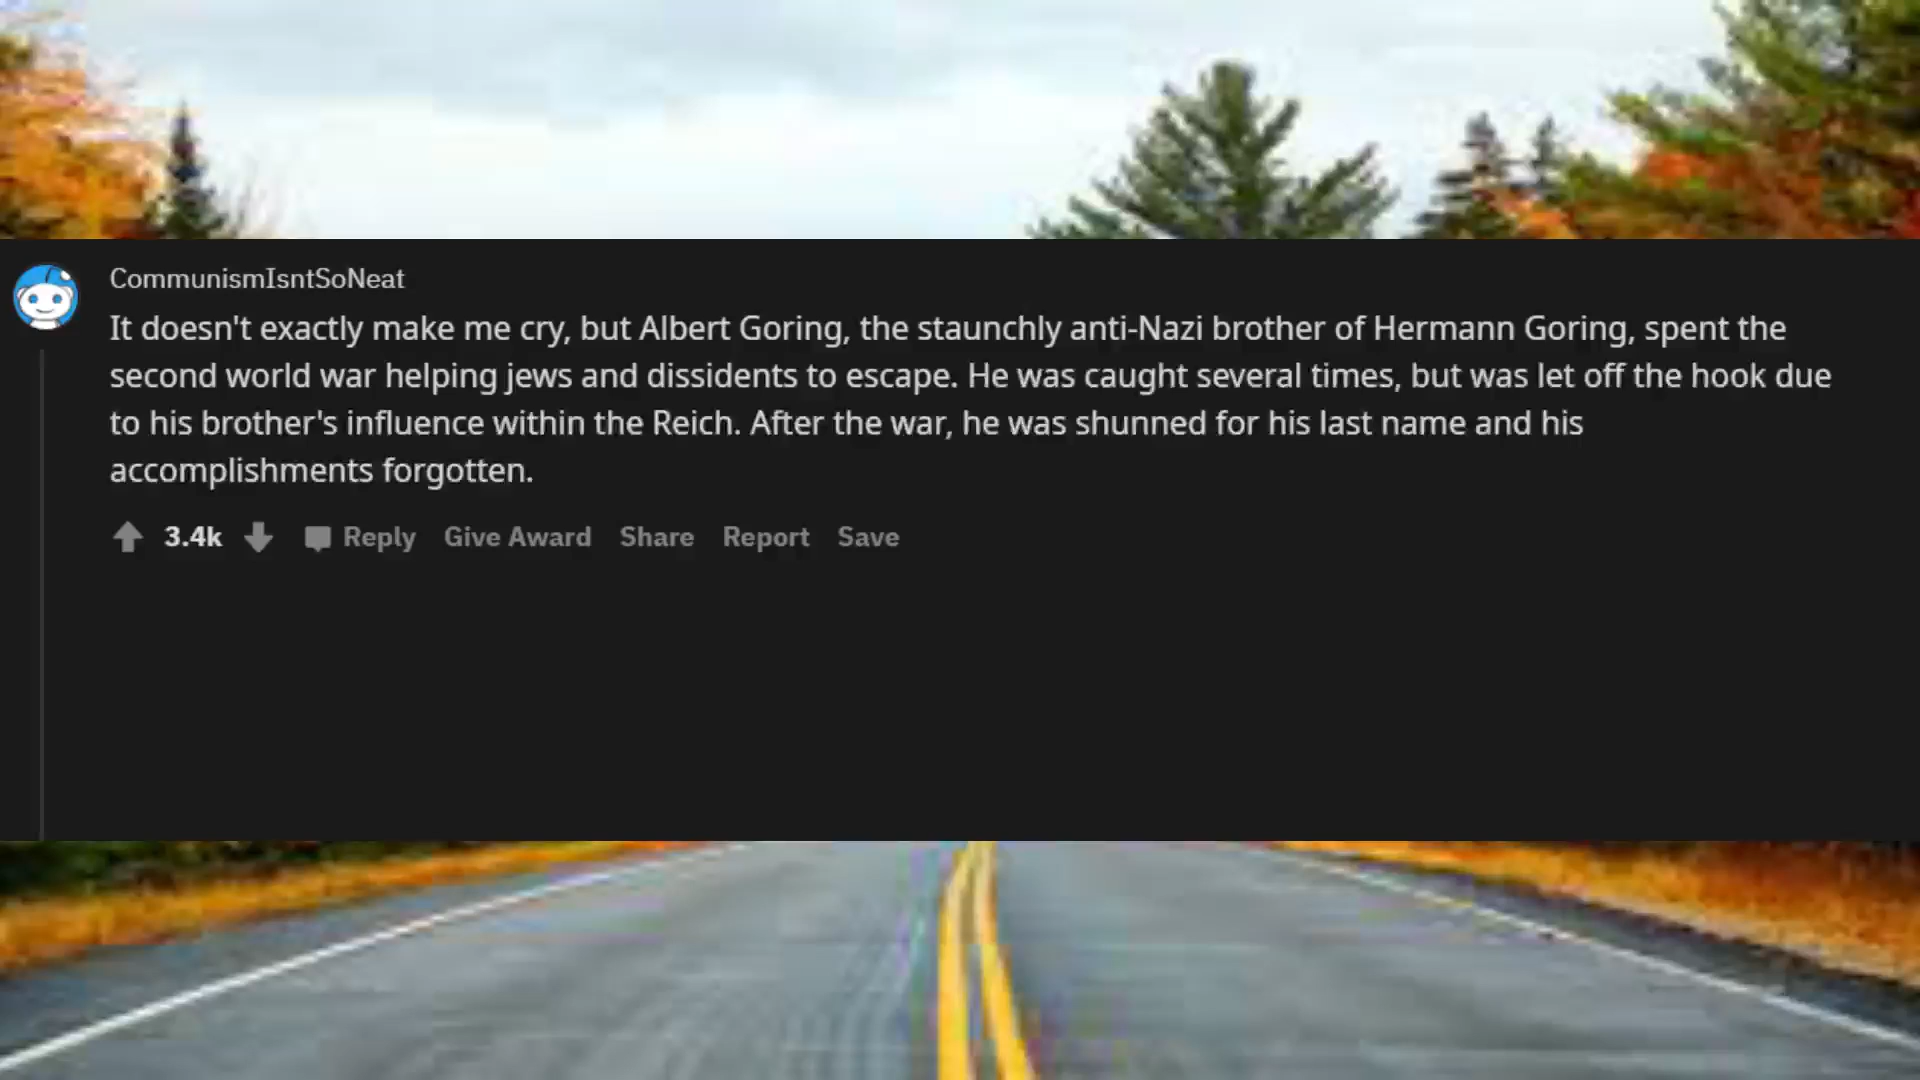 CommunismIsntSoNeat
It doesn't exactly make me cry, but Albert Goring, the staunchly anti-Nazi brother of Hermann Goring, spent the
second world war helping jews and dissidents to escape. He was caught several times, but was let off the hook due
to his brother's influence within the Reich. After the war, he was shunned for his last name and his
accomplishments forgotten.
3.4k Reply Give Award Share Report Save